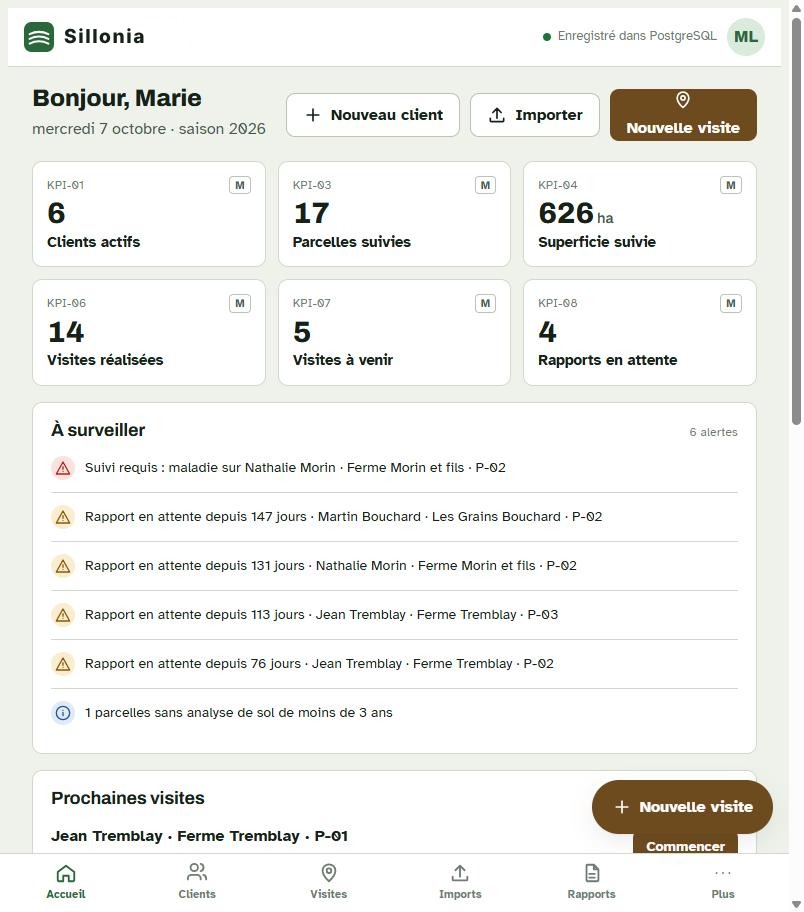 Sillonia
Enregistré dans PostgreSQL
ML
Bonjour, Marie
mercredi 7 octobre · saison 2026
Nouveau client
Importer
Nouvelle visite
KPI-01 M
6
Clients actifs
KPI-03 M
17
Parcelles suivies
KPI-04 M
626 ha
Superficie suivie
KPI-06 M
14
Visites réalisées
KPI-07 M
5
Visites à venir
KPI-08 M
4
Rapports en attente
À surveiller
6 alertes
Suivi requis : maladie sur Nathalie Morin · Ferme Morin et fils · P-02
Rapport en attente depuis 147 jours · Martin Bouchard · Les Grains Bouchard · P-02
Rapport en attente depuis 131 jours · Nathalie Morin · Ferme Morin et fils · P-02
Rapport en attente depuis 113 jours · Jean Tremblay · Ferme Tremblay · P-03
Rapport en attente depuis 76 jours · Jean Tremblay · Ferme Tremblay · P-02
1 parcelles sans analyse de sol de moins de 3 ans
Prochaines visites
Nouvelle visite
Jean Tremblay · Ferme Tremblay · P-01
Commencer
Accueil
Clients
Visites
Imports
Rapports
Plus